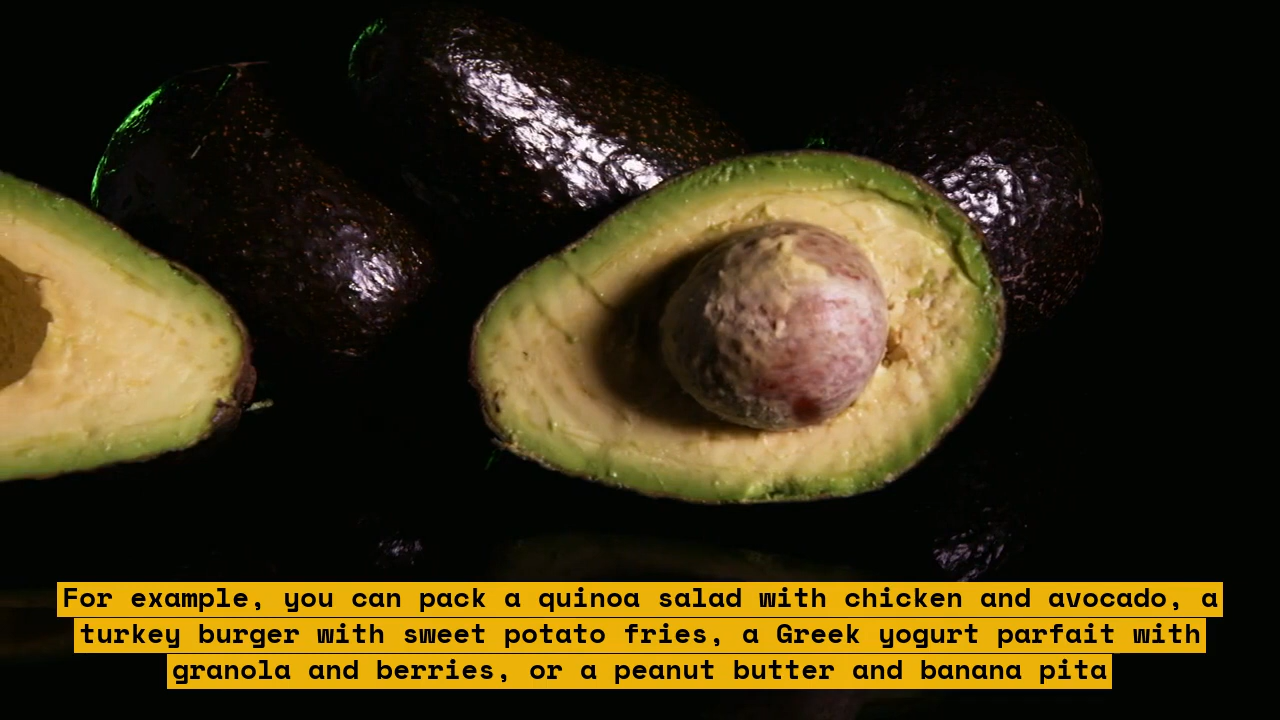 For example, you can pack a quinoa salad with chicken and avocado, a
turkey burger with sweet potato fries, a Greek yogurt parfait with
granola and berries, or a peanut butter and banana pita